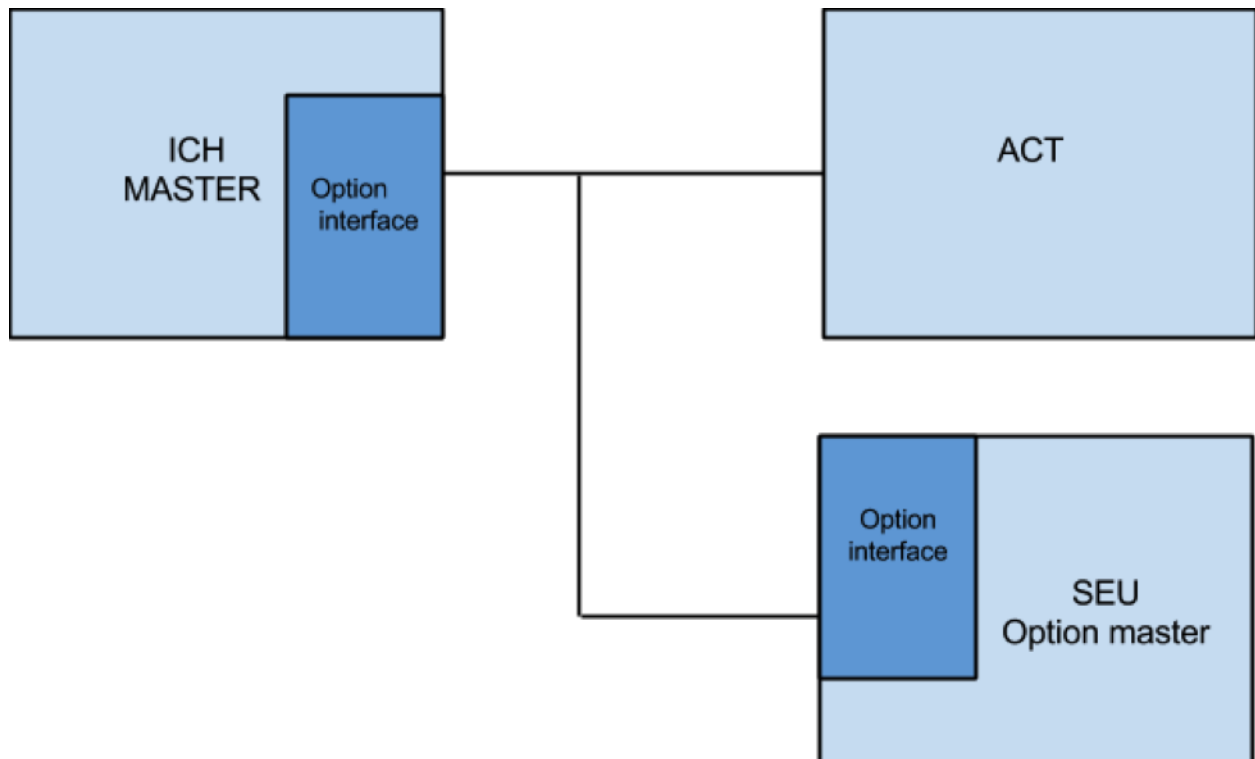 ICH
MASTER
Option
interface
ACT
Option
interface
SEU
Option master